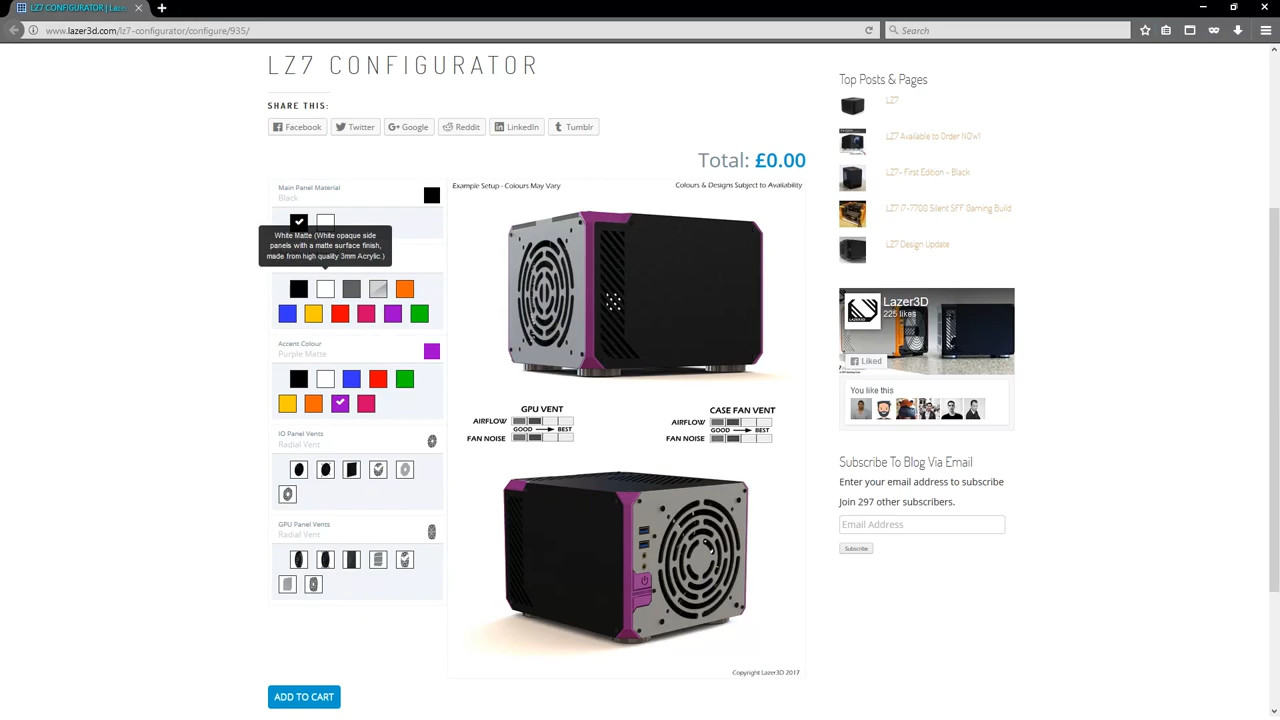 LZ7 CONFIGURATOR | Lazer
www.lazer3d.com/lz7-configurator/configure/935/
Search
LZ7 CONFIGURATOR
SHARE THIS:
Facebook
Twitter
Google
Reddit
LinkedIn
Tumblr
Total: £0.00
Main Panel Material
Black
White Matte (White opaque side
panels with a matte surface finish,
made from high quality 3mm Acrylic.)
Accent Colour
Purple Matte
IO Panel Vents
Radial Vent
GPU Panel Vents
Radial Vent
Example Setup - Colours May Vary
Colours & Designs Subject to Availability
GPU VENT
AIRFLOW
GOOD BEST
FAN NOISE
CASE FAN VENT
AIRFLOW
GOOD BEST
FAN NOISE
Copyright Lazer3D 2017
ADD TO CART
Top Posts & Pages
LZ7
LZ7 Available to Order NOW!
LZ7- First Edition - Black
LZ7 i7-7700 Silent SFF Gaming Build
LZ7 Design Update
Lazer3D
225 likes
Liked
You like this
Subscribe To Blog Via Email
Enter your email address to subscribe
Join 297 other subscribers.
Email Address
Subscribe